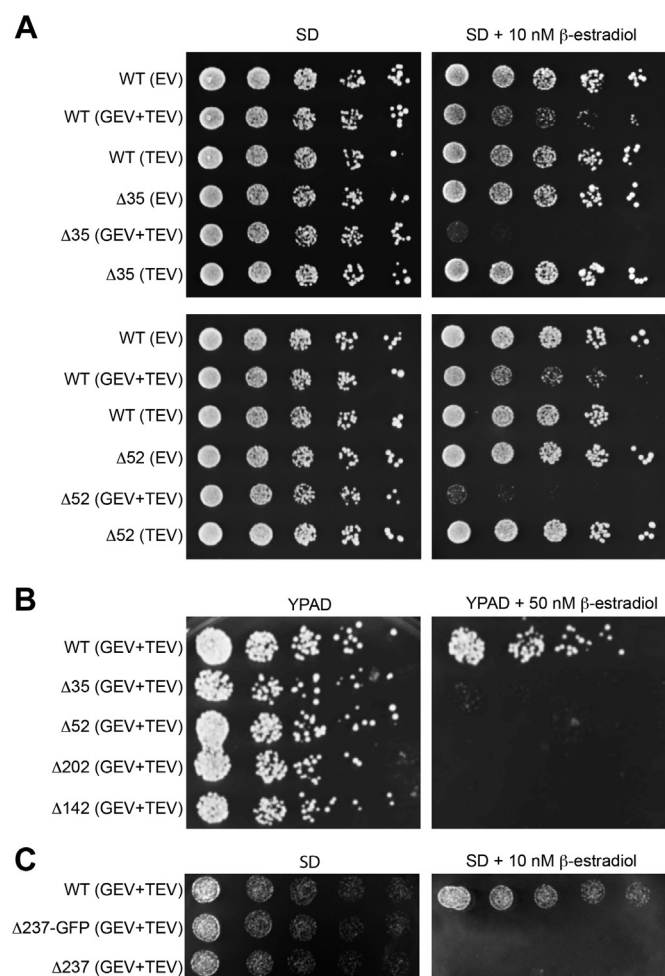 A
SD
SD + 10 nM β-estradiol
WT (EV)
WT (GEV+TEV)
WT (TEV)
Δ35 (EV)
Δ35 (GEV+TEV)
Δ35 (TEV)
WT (EV)
WT (GEV+TEV)
WT (TEV)
Δ52 (EV)
Δ52 (GEV+TEV)
Δ52 (TEV)
B
YPAD
YPAD + 50 nM β-estradiol
WT (GEV+TEV)
Δ35 (GEV+TEV)
Δ52 (GEV+TEV)
Δ202 (GEV+TEV)
Δ142 (GEV+TEV)
C
SD
SD + 10 nM β-estradiol
WT (GEV+TEV)
Δ237-GFP (GEV+TEV)
Δ237 (GEV+TEV)